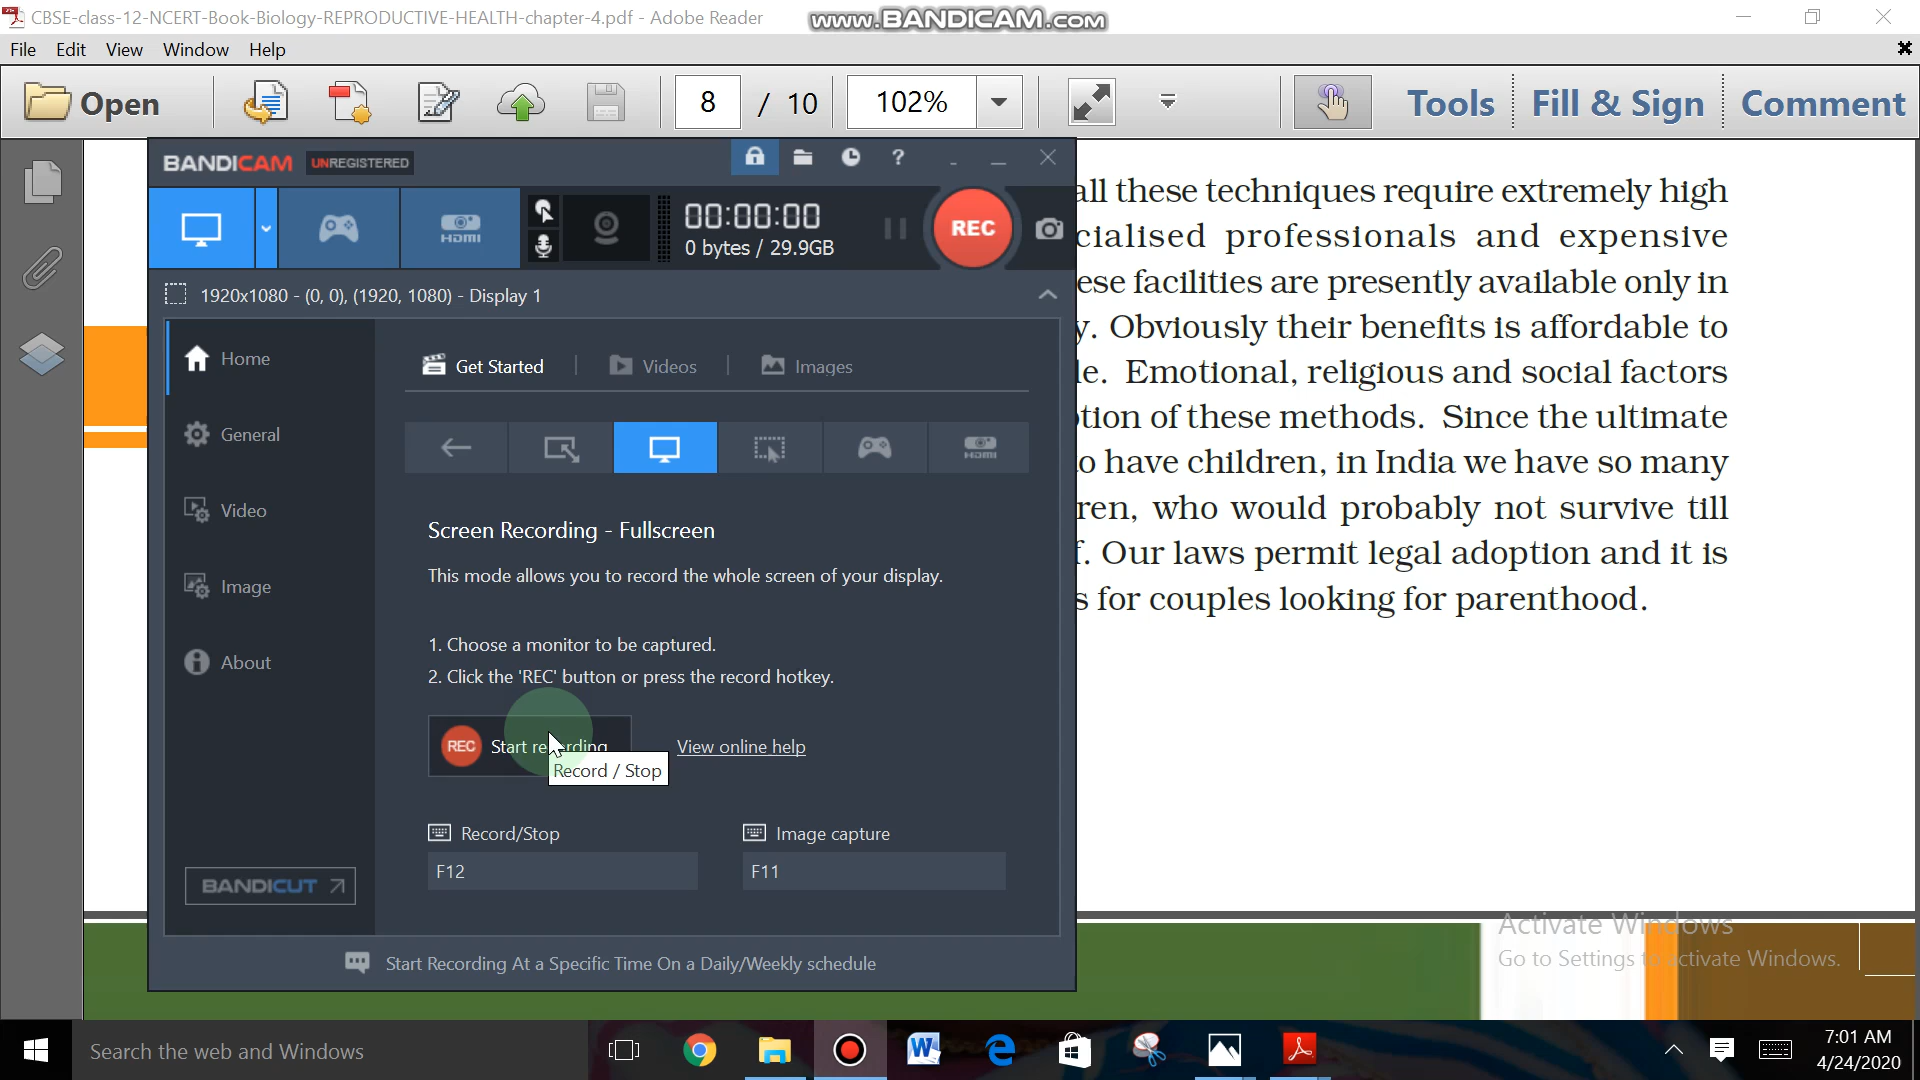 CBSE-class-12-NCERT-Book-Biology-REPRODUCTIVE-HEALTH-chapter-4.pdf - Adobe Reader
www.BANDICAM.COM
File Edit View Window Help
Open
8 / 10
102%
Tools
Fill & Sign
Comment
BANDICAM UNREGISTERED
?
HDMI
00:00:00
0 bytes / 29.9GB
REC
1920x1080 - (0, 0), (1920, 1080) - Display 1
Home
General
Video
Image
About
BANDICUT
Get Started
Videos
Images
HDMI
Screen Recording - Fullscreen
This mode allows you to record the whole screen of your display.
1. Choose a monitor to be captured.
2. Click the 'REC' button or press the record hotkey.
REC Start recording
View online help
Record / Stop
Record/Stop
Image capture
F12
F11
Start Recording At a Specific Time On a Daily/Weekly schedule
all these techniques require extremely high
cialised professionals and expensive
ese facilities are presently available only in
y. Obviously their benefits is affordable to
le. Emotional, religious and social factors
tion of these methods. Since the ultimate
o have children, in India we have so many
ren, who would probably not survive till
f. Our laws permit legal adoption and it is
s for couples looking for parenthood.
Activate Windows
Go to Settings to activate Windows.
Search the web and Windows
7:01 AM
4/24/2020